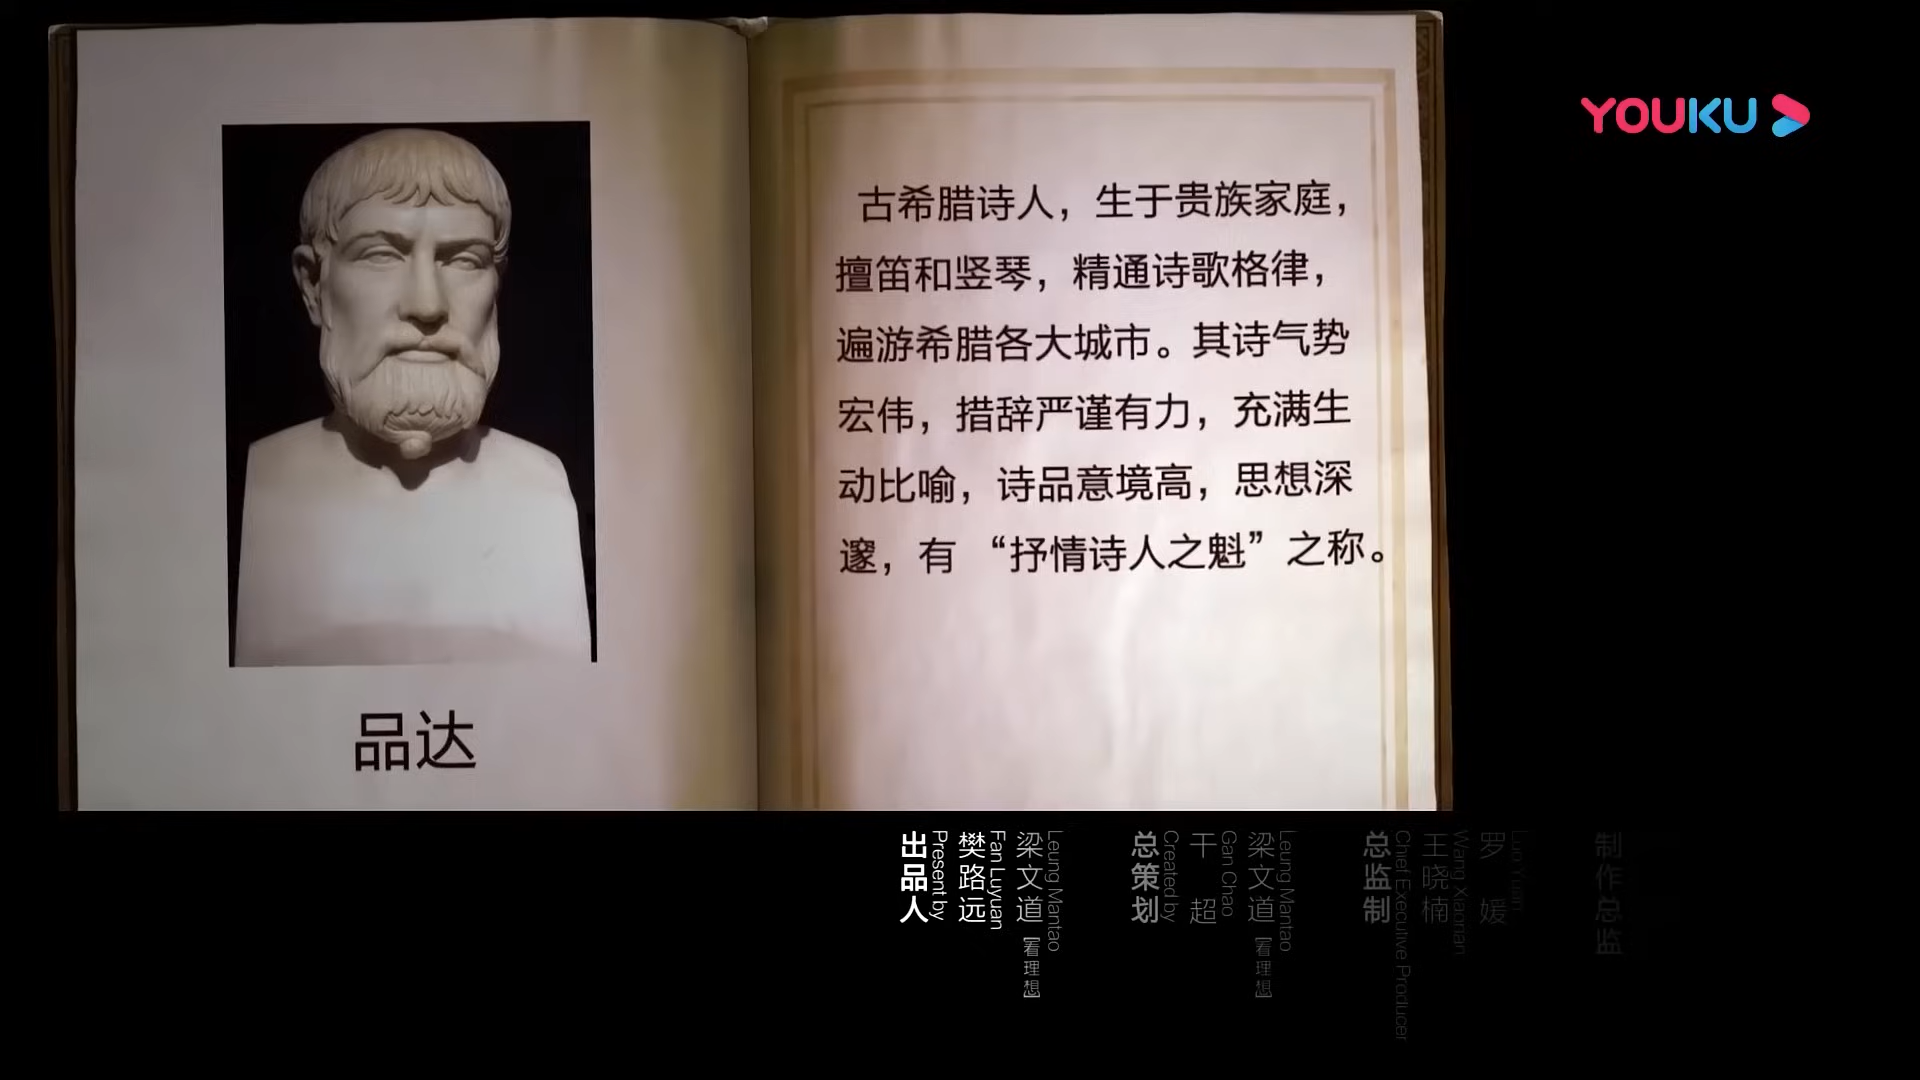 YOUKU
古希腊诗人，生于贵族家庭，
擅笛和竖琴，精通诗歌格律，
遍游希腊各大城市。其诗气势
宏伟，措辞严谨有力，充满生
动比喻，诗品意境高，思想深
邃，有“抒情诗人之魁”之称。
品达
出品人
Present by
樊路远
Fan Luyuan
梁文道［看理想］
Leung Mantao
总策划
Created by
干 超
Gan Chao
梁文道［看理想］
Leung Mantao
总监制
Chief Executive Producer
王晓楠
Wang Xiaonan
罗 媛
Luo Yuan
制作总监